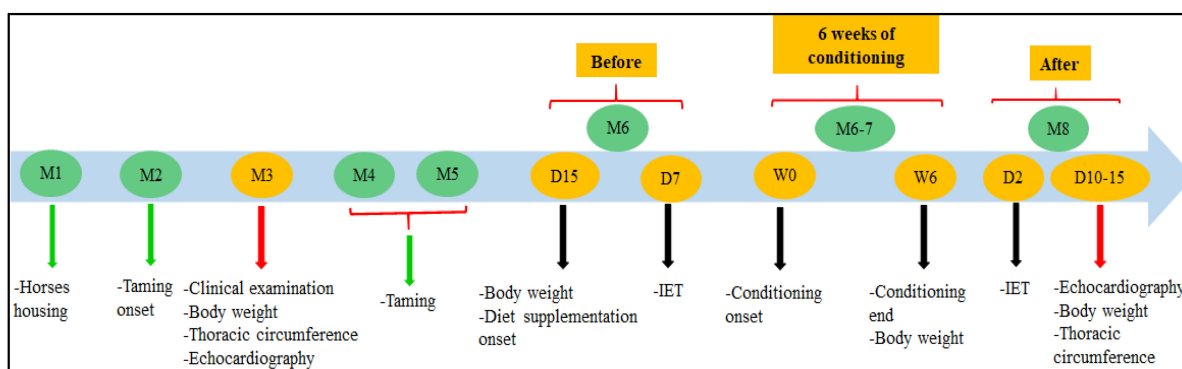 6 weeks of
conditioning
Before
After
M6
M6-7
M8
M1
M2
M3
M4
M5
D15
D7
W0
W6
D2
D10-15
-Horses
housing
-Taming
onset
-Clinical examination
-Body weight
-Thoracic circumference
-Echocardiography
-Taming
-Body weight
-Diet supplementation
onset
-IET
-Conditioning
onset
-Conditioning
end
-Body weight
-IET
-Echocardiography
-Body weight
-Thoracic
circumference